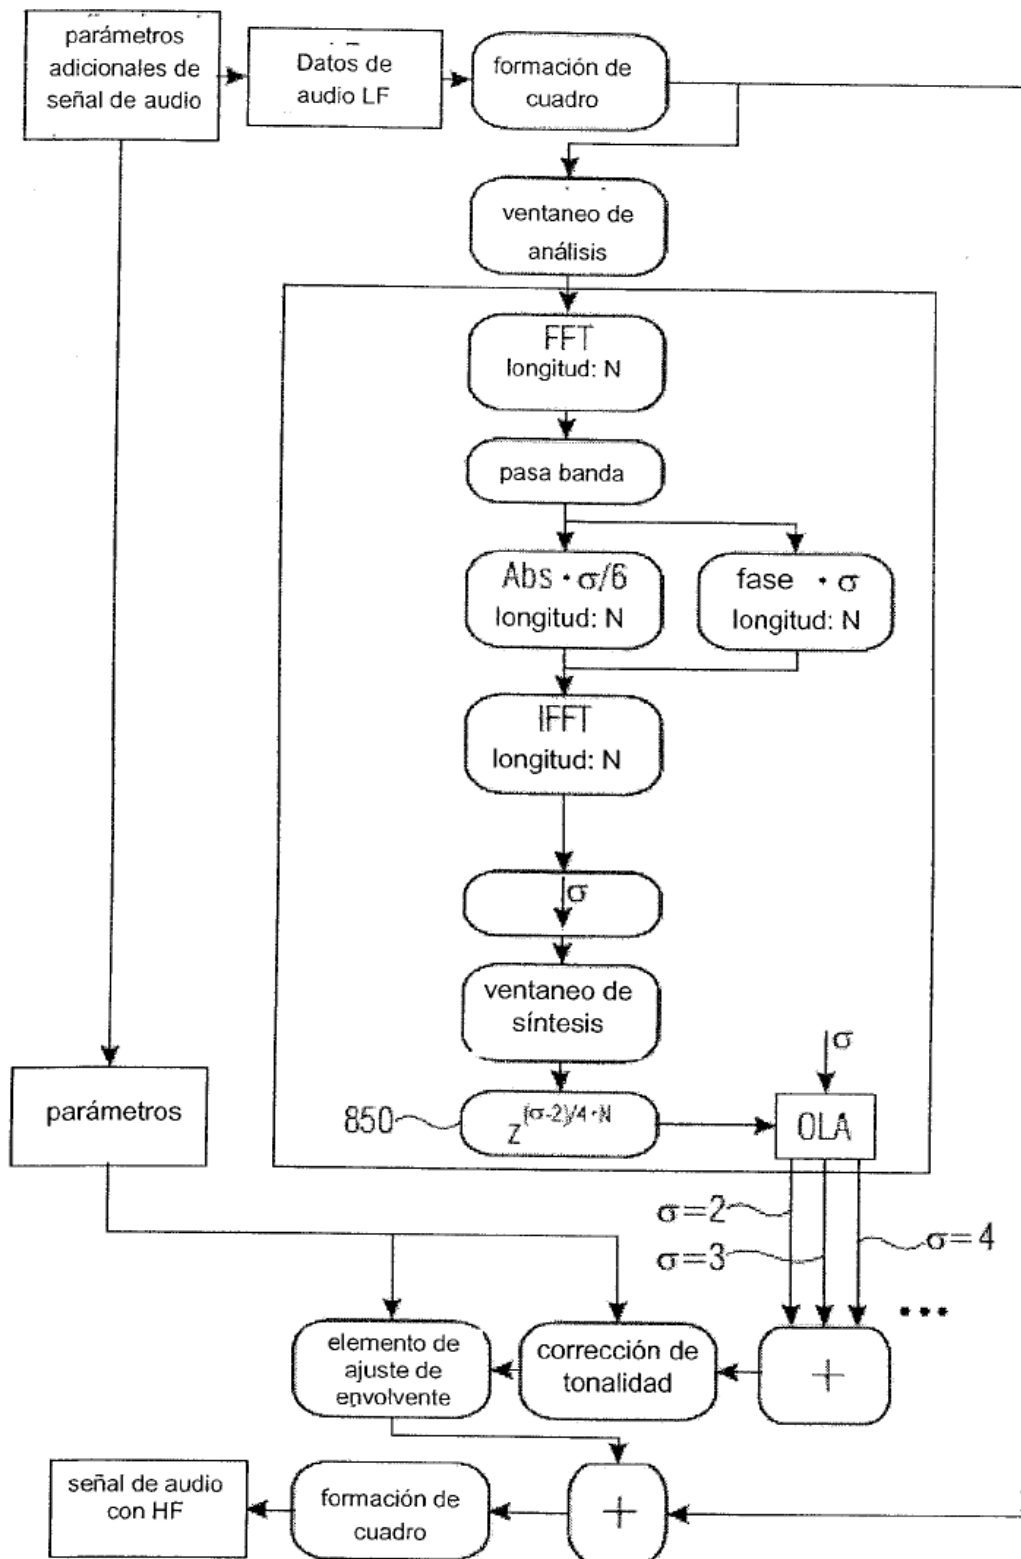 parámetros
adicionales de
señal de audio
Datos de
audio LF
formación de
cuadro
ventaneo de
análisis
FFT
longitud: N
pasa banda
Abs · σ/6
longitud: N
fase · σ
longitud: N
IFFT
longitud: N
σ
ventaneo de
síntesis
σ
parámetros
850
z^(σ-2)/4·N
OLA
σ=2
σ=3
σ=4
...
elemento de
ajuste de
envolvente
corrección de
tonalidad
+
señal de audio
con HF
formación de
cuadro
+